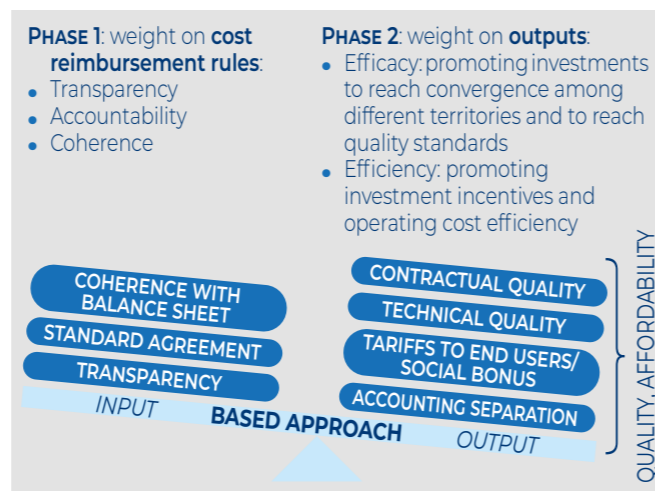 PHASE 1: weight on cost
reimbursement rules:
• Transparency
• Accountability
• Coherence
PHASE 2: weight on outputs:
• Efficacy: promoting investments
to reach convergence among
different territories and to reach
quality standards
• Efficiency: promoting
investment incentives and
operating cost efficiency
COHERENCE WITH
BALANCE SHEET
STANDARD AGREEMENT
TRANSPARENCY
CONTRACTUAL QUALITY
TECHNICAL QUALITY
TARIFFS TO END USERS/
SOCIAL BONUS
ACCOUNTING SEPARATION
INPUT
BASED APPROACH
OUTPUT
QUALITY, AFFORDABILITY